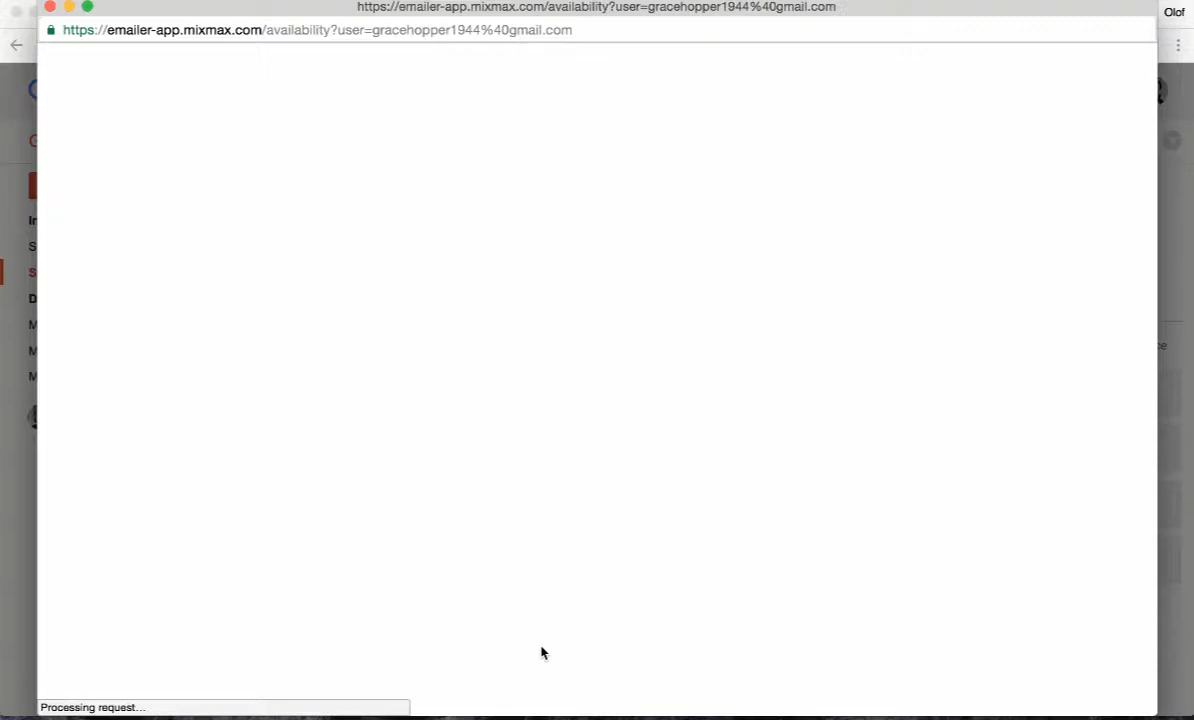 https://emailer-app.mixmax.com/availability?user=gracehopper1944%40gmail.com
Olof
https://emailer-app.mixmax.com/availability?user=gracehopper1944%40gmail.com
Processing request...